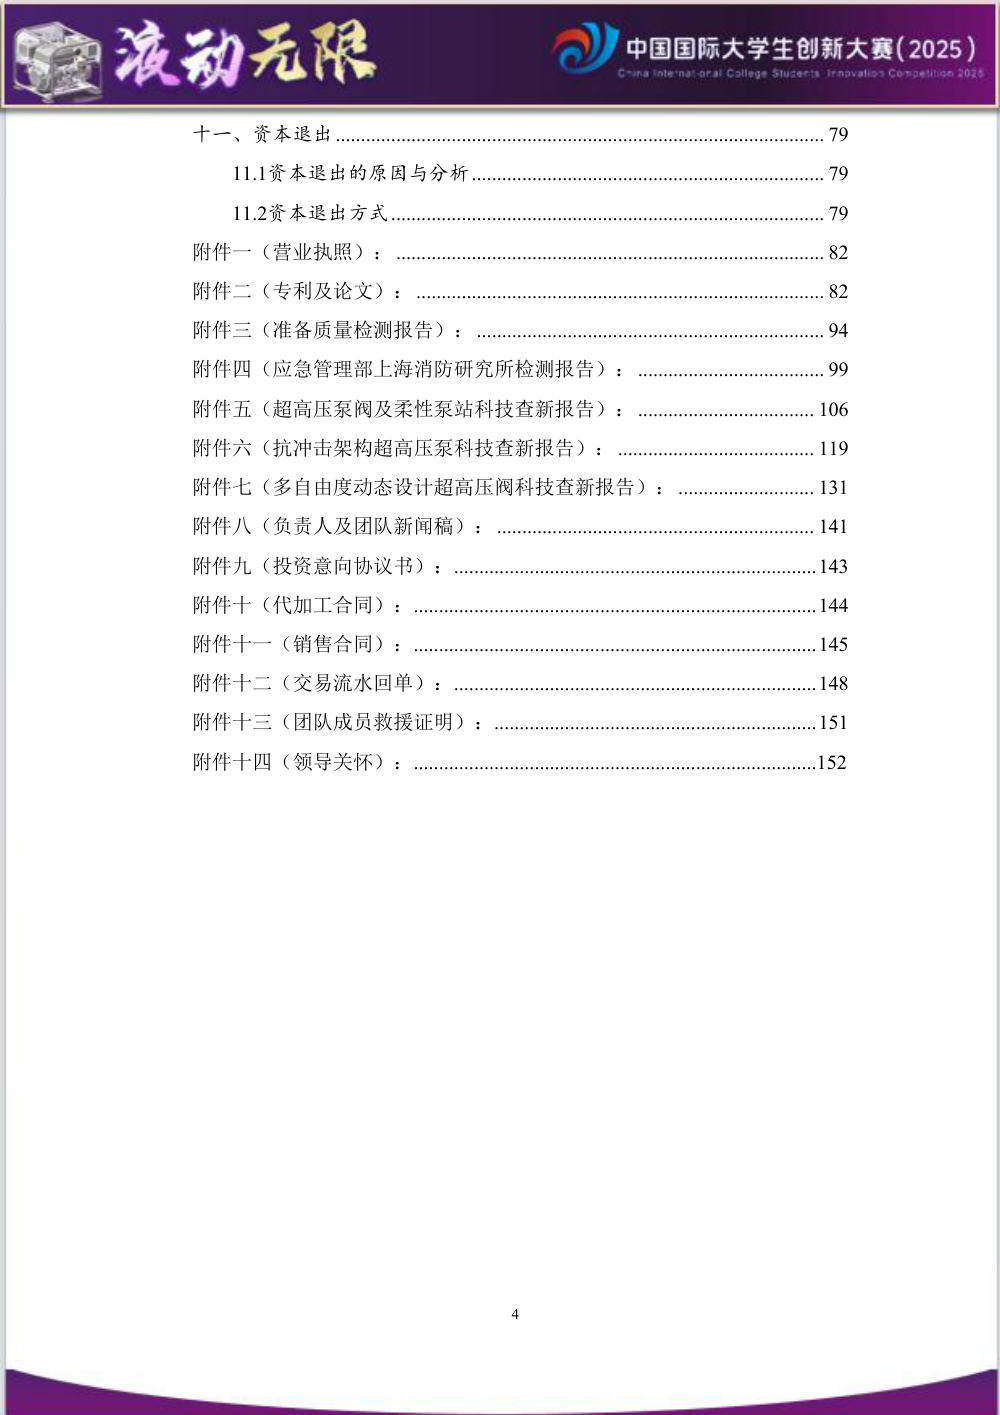 液动无限
中国国际大学生创新大赛(2025)
China International College Students Innovation Competition 2025
十一、资本退出 79
11.1资本退出的原因与分析 79
11.2资本退出方式 79
附件一（营业执照）： 82
附件二（专利及论文）： 82
附件三（准备质量检测报告）： 94
附件四（应急管理部上海消防研究所检测报告）： 99
附件五（超高压泵阀及柔性泵站科技查新报告）： 106
附件六（抗冲击架构超高压泵科技查新报告）： 119
附件七（多自由度动态设计超高压阀科技查新报告）： 131
附件八（负责人及团队新闻稿）： 141
附件九（投资意向协议书）： 143
附件十（代加工合同）： 144
附件十一（销售合同）： 145
附件十二（交易流水回单）： 148
附件十三（团队成员救援证明）： 151
附件十四（领导关怀）： 152
4